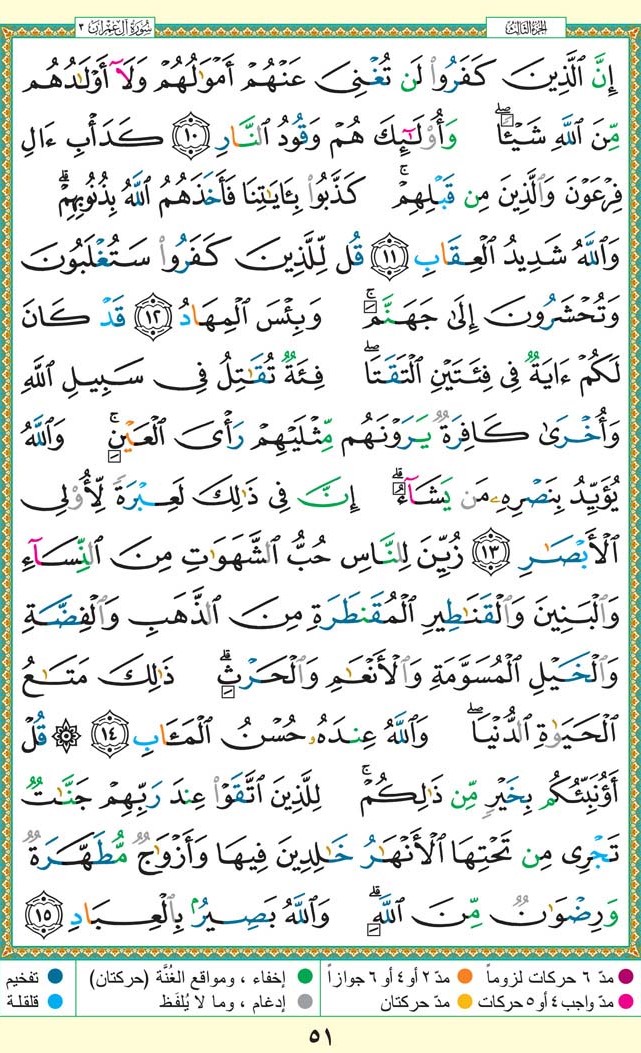 الجزء الثالث
سورة آل عمران ٣
إِنَّ ٱلَّذِينَ كَفَرُوا۟ لَن تُغْنِىَ عَنْهُمْ أَمْوَٰلُهُمْ وَلَآ أَوْلَٰدُهُم
مِّنَ ٱللَّهِ شَيْـًٔا ۖ وَأُو۟لَٰٓئِكَ هُمْ وَقُودُ ٱلنَّارِ ١٠ كَدَأْبِ ءَالِ
فِرْعَوْنَ وَٱلَّذِينَ مِن قَبْلِهِمْ ۚ كَذَّبُوا۟ بِـَٔايَٰتِنَا فَأَخَذَهُمُ ٱللَّهُ بِذُنُوبِهِمْ ۗ
وَٱللَّهُ شَدِيدُ ٱلْعِقَابِ ١١ قُل لِّلَّذِينَ كَفَرُوا۟ سَتُغْلَبُونَ
وَتُحْشَرُونَ إِلَىٰ جَهَنَّمَ ۚ وَبِئْسَ ٱلْمِهَادُ ١٢ قَدْ كَانَ
لَكُمْ ءَايَةٌ فِى فِئَتَيْنِ ٱلْتَقَتَا ۖ فِئَةٌ تُقَٰتِلُ فِى سَبِيلِ ٱللَّهِ
وَأُخْرَىٰ كَافِرَةٌ يَرَوْنَهُم مِّثْلَيْهِمْ رَأْىَ ٱلْعَيْنِ ۚ وَٱللَّهُ
يُؤَيِّدُ بِنَصْرِهِۦ مَن يَشَآءُ ۗ إِنَّ فِى ذَٰلِكَ لَعِبْرَةً لِّأُو۟لِى
ٱلْأَبْصَٰرِ ١٣ زُيِّنَ لِلنَّاسِ حُبُّ ٱلشَّهَوَٰتِ مِنَ ٱلنِّسَآءِ
وَٱلْبَنِينَ وَٱلْقَنَٰطِيرِ ٱلْمُقَنطَرَةِ مِنَ ٱلذَّهَبِ وَٱلْفِضَّةِ
وَٱلْخَيْلِ ٱلْمُسَوَّمَةِ وَٱلْأَنْعَٰمِ وَٱلْحَرْثِ ۗ ذَٰلِكَ مَتَٰعُ
ٱلْحَيَوٰةِ ٱلدُّنْيَا ۖ وَٱللَّهُ عِندَهُۥ حُسْنُ ٱلْمَـَٔابِ ١٤ ۞ قُلْ
أَؤُنَبِّئُكُم بِخَيْرٍ مِّن ذَٰلِكُمْ ۚ لِلَّذِينَ ٱتَّقَوْا۟ عِندَ رَبِّهِمْ جَنَّٰتٌ
تَجْرِى مِن تَحْتِهَا ٱلْأَنْهَٰرُ خَٰلِدِينَ فِيهَا وَأَزْوَٰجٌ مُّطَهَّرَةٌ
وَرِضْوَٰنٌ مِّنَ ٱللَّهِ ۗ وَٱللَّهُ بَصِيرٌۢ بِٱلْعِبَادِ ١٥
مدّ ٦ حركات لزوماً مدّ ٢ أو ٤ أو ٦ جوازاً إخفاء ، ومواقع الغُنَّة (حركتان) تفخيم
مدّ واجب ٤ أو ٥ حركات مدّ حركتان إدغام ، وما لا يُلفَظ قلقلة
٥١